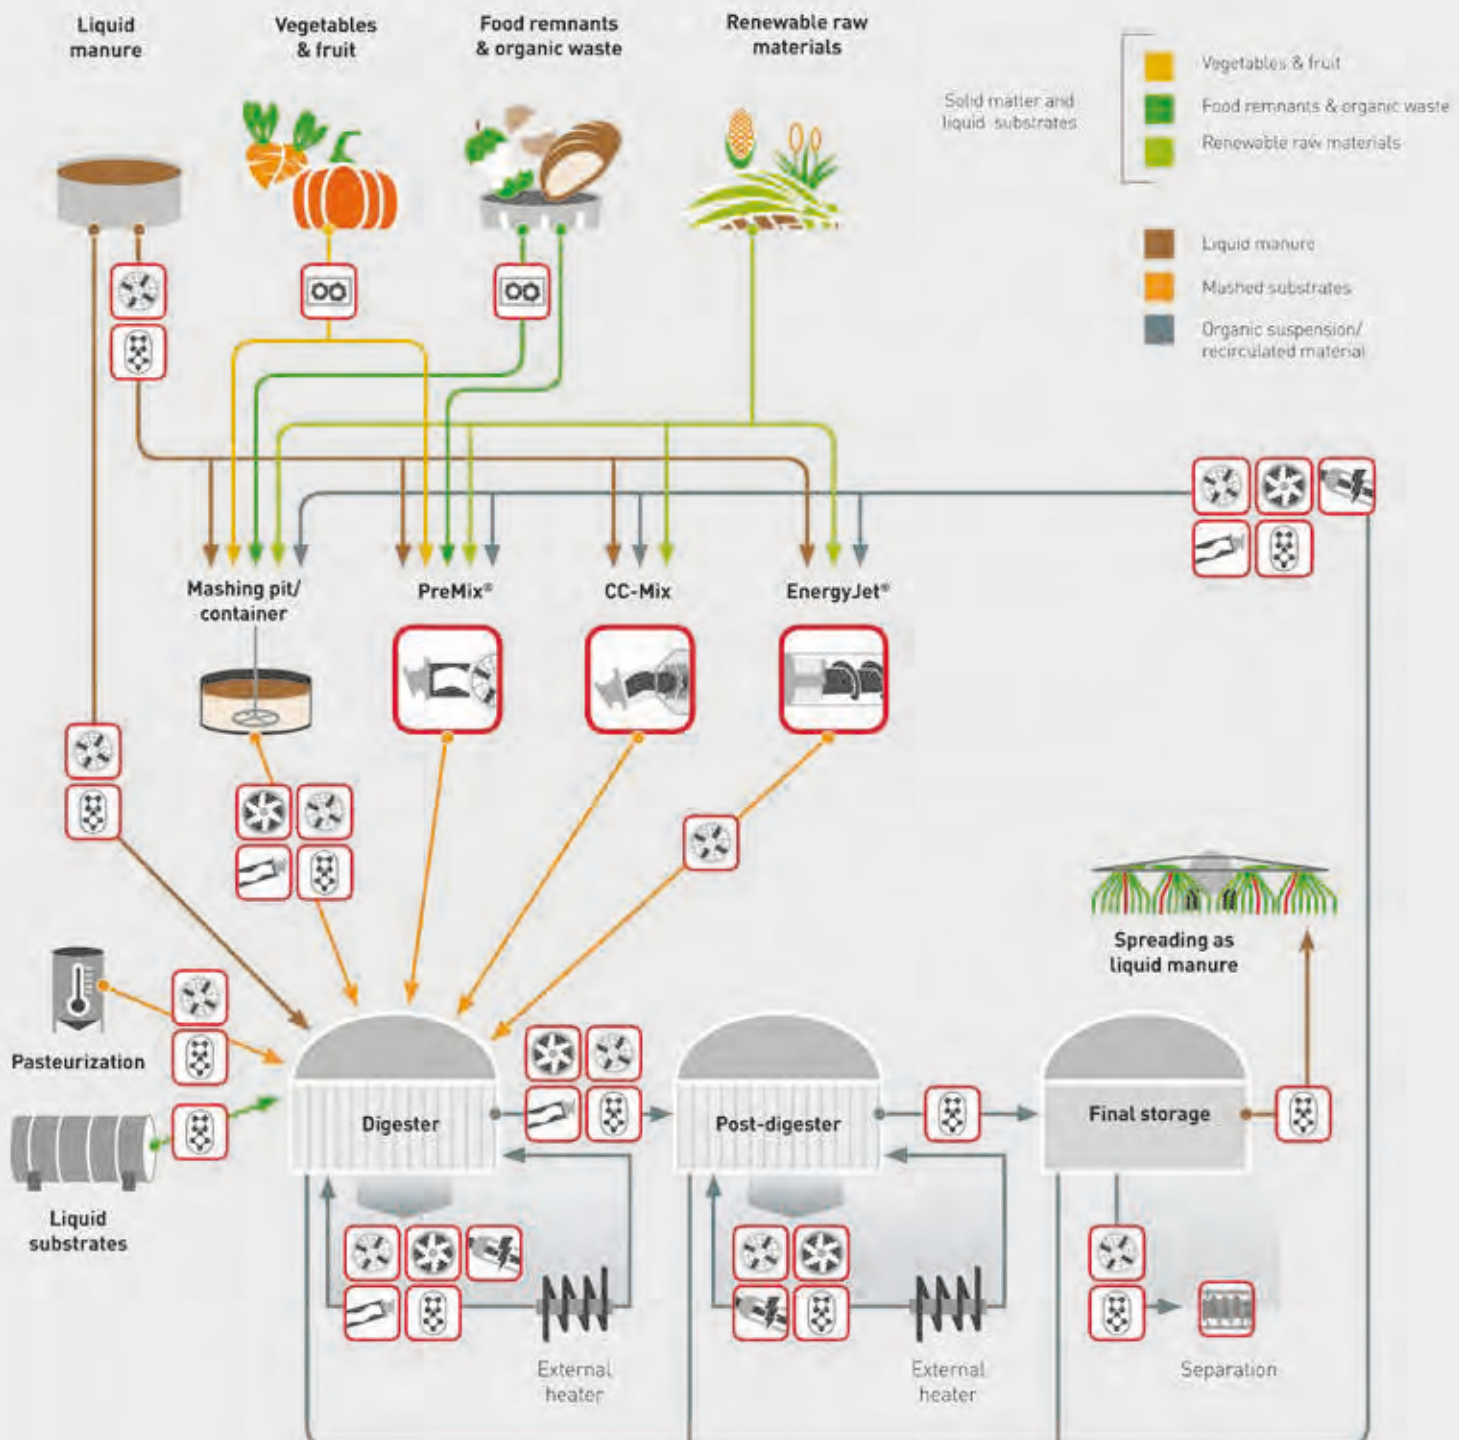 Liquid
manure
Vegetables
& fruit
Food remnants
& organic waste
Renewable raw
materials
Solid matter and
liquid substrates
Vegetables & fruit
Food remnants & organic waste
Renewable raw materials
Liquid manure
Mashed substrates
Organic suspension/
recirculated material
Mashing pit/
container
PreMix®
CC-Mix
EnergyJet®
Spreading as
liquid manure
Pasteurization
Liquid
substrates
Digester
Post-digester
Final storage
External
heater
External
heater
Separation